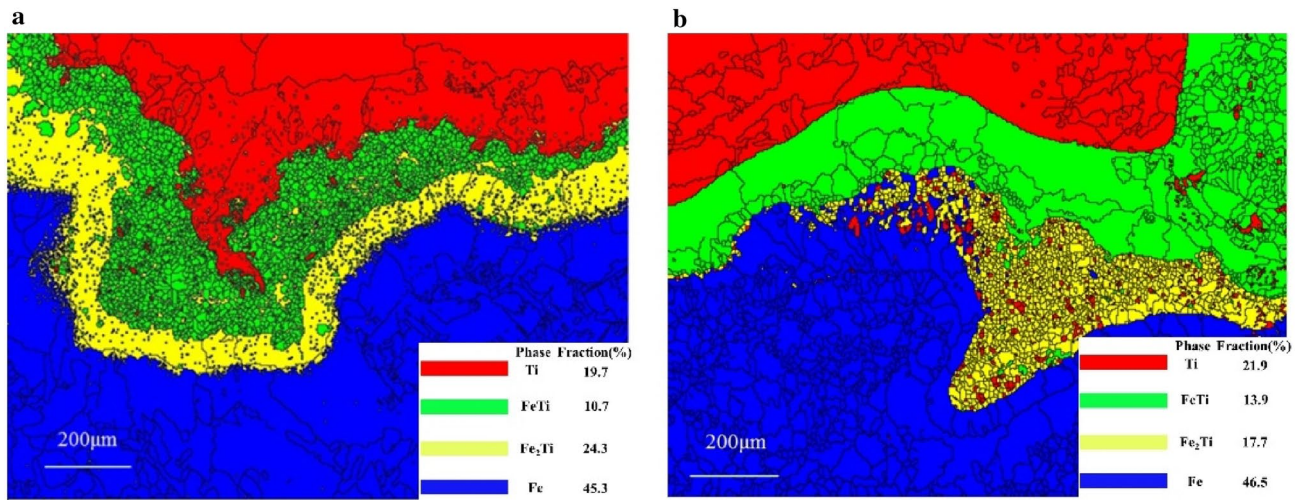 a
b
Phase Fraction(%)
Ti 19.7
FeTi 10.7
Fe₂Ti 24.3
Fe 45.3
200μm
Phase Fraction(%)
Ti 21.9
FeTi 13.9
Fe₂Ti 17.7
Fe 46.5
200μm